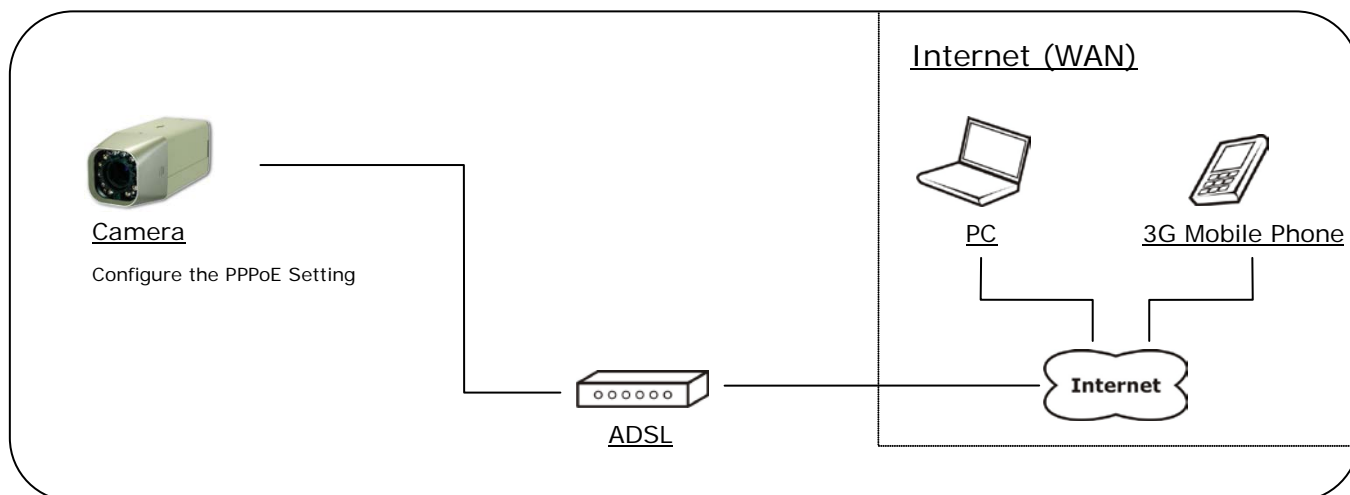 Internet (WAN)
Camera
PC
3G Mobile Phone
Configure the PPPoE Setting
Internet
ADSL